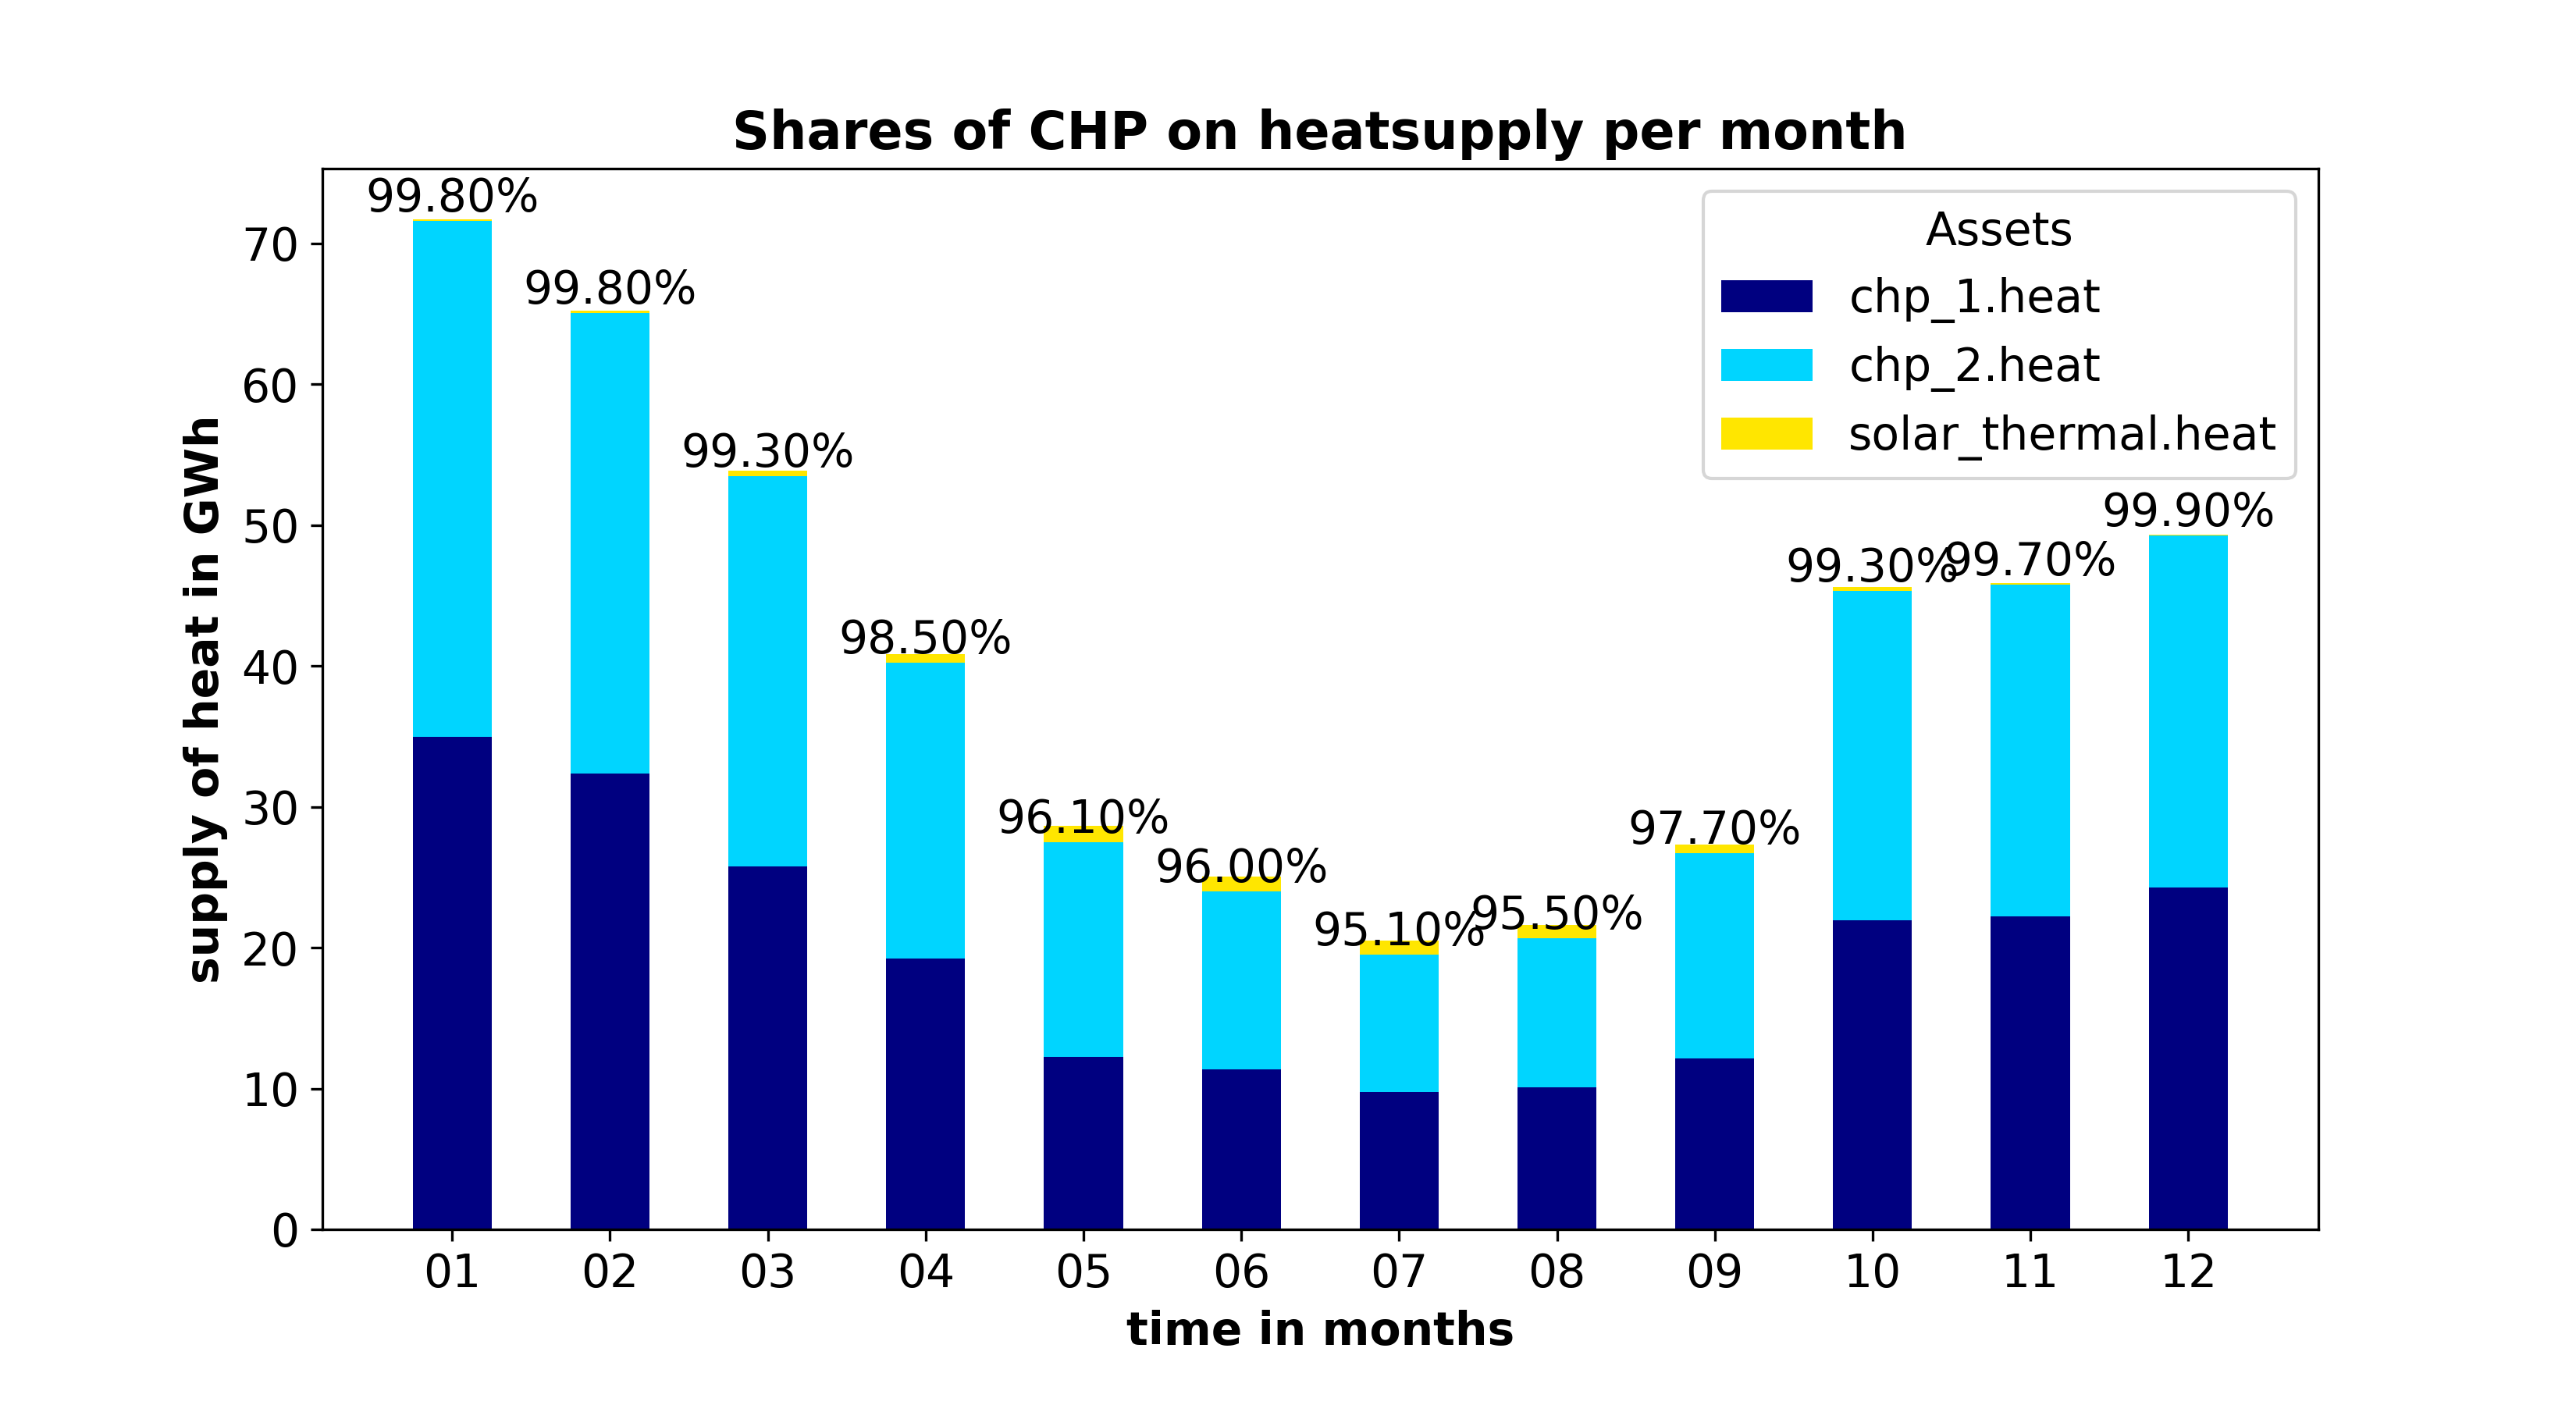 Shares of CHP on heatsupply per month
Assets
chp_1.heat
chp_2.heat
solar_thermal.heat
supply of heat in GWh
70
60
50
40
30
20
10
0
99.80%
99.80%
99.30%
98.50%
96.10%
96.00%
95.10%
95.50%
97.70%
99.30%
99.70%
99.90%
01 02 03 04 05 06 07 08 09 10 11 12
time in months